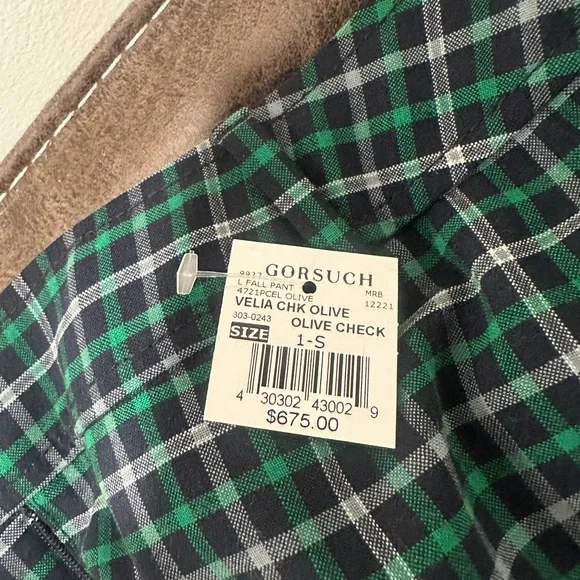 9937 GORSUCH
L FALL PANT MRB
4721PCEL OLIVE 12221
VELIA CHK OLIVE
303-0243 OLIVE CHECK
SIZE 1-S
4 30302 43002 9
$675.00